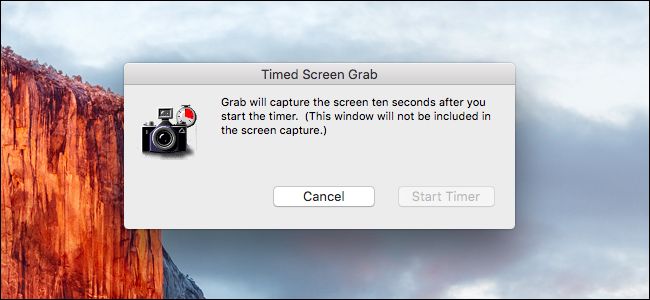 Timed Screen Grab
Grab will capture the screen ten seconds after you
start the timer.  (This window will not be included in
the screen capture.)
Cancel
Start Timer